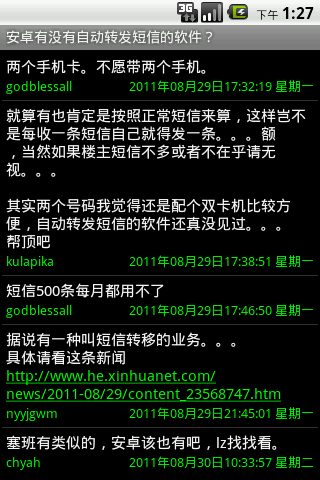 3G
下午 1:27
安卓有没有自动转发短信的软件？
两个手机卡。不愿带两个手机。
godblessall 2011年08月29日17:32:19 星期一
就算有也肯定是按照正常短信来算，这样岂不
是每收一条短信自己就得发一条。。。额
，当然如果楼主短信不多或者不在乎请无
视。。。
其实两个号码我觉得还是配个双卡机比较方
便，自动转发短信的软件还真没见过。。。
帮顶吧
kulapika 2011年08月29日17:38:51 星期一
短信500条每月都用不了
godblessall 2011年08月29日17:46:50 星期一
据说有一种叫短信转移的业务。。。
具体请看这条新闻
http://www.he.xinhuanet.com/
news/2011-08/29/content_23568747.htm
nyyjgwm 2011年08月29日21:45:01 星期一
塞班有类似的，安卓该也有吧，lz找找看。
chyah 2011年08月30日10:33:57 星期二